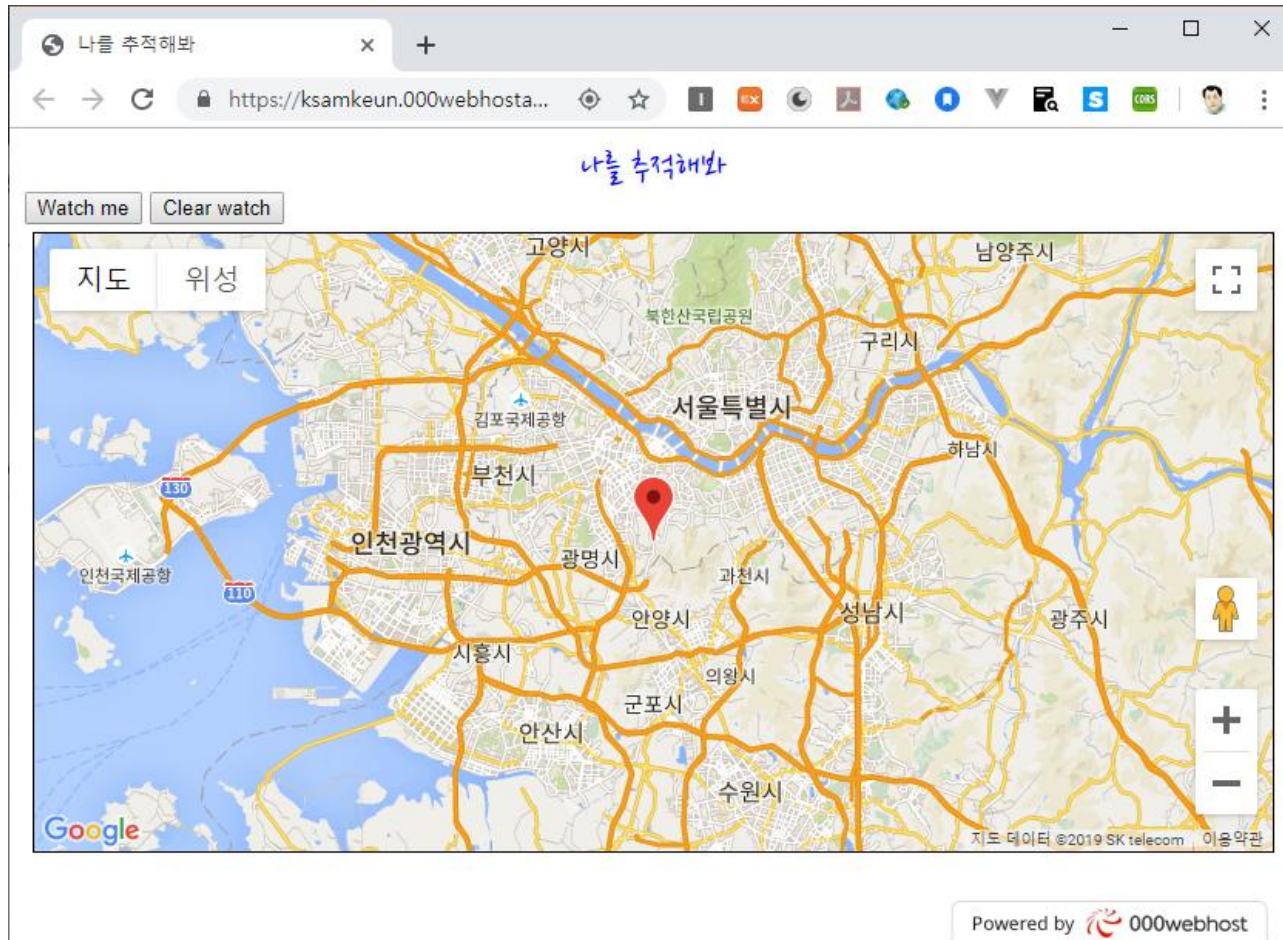 나를 추적해봐
https://ksamkeun.000webhosta...
나를 추적해봐
Watch me Clear watch
지도 위성
고양시
남양주시
북한산국립공원
구리시
김포국제공항
서울특별시
하남시
부천시
130
인천광역시
광명시
과천시
인천국제공항
110
안양시
성남시
광주시
시흥시
의왕시
군포시
안산시
수원시
Google
지도 데이터 ©2019 SK telecom 이용약관
Powered by 000webhost